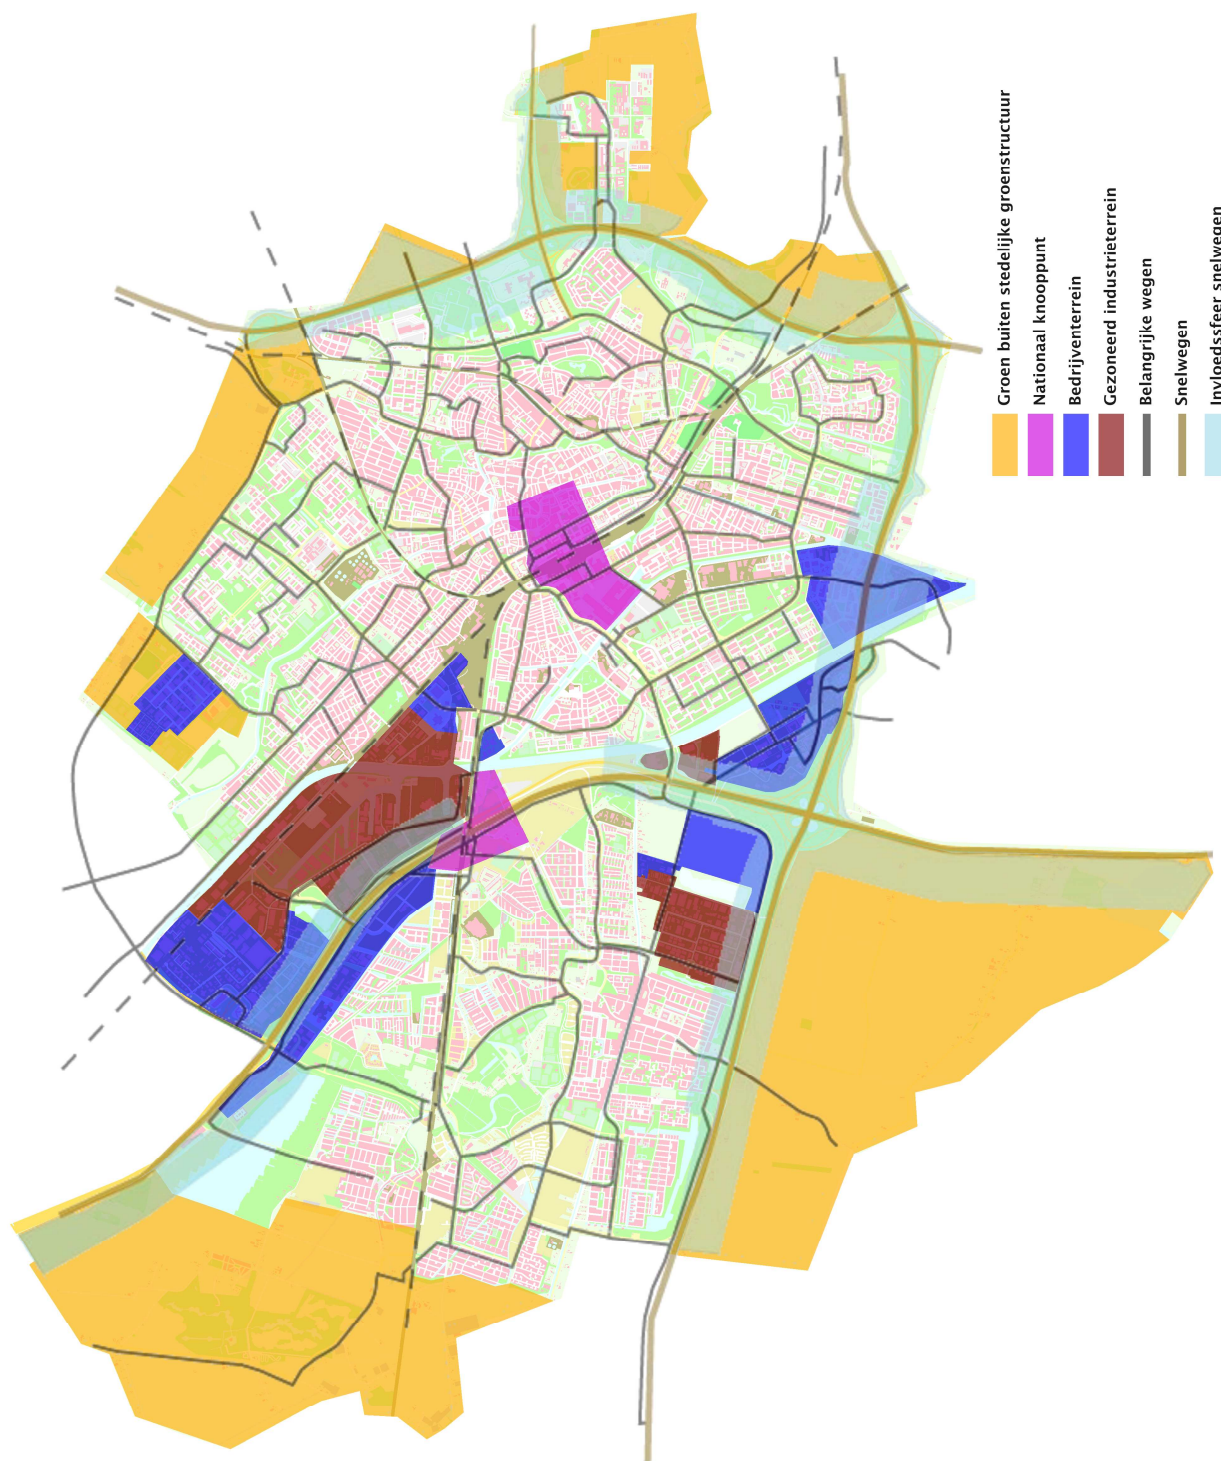 Groen buiten stedelijke groenstructuur
Nationaal knooppunt
Bedrijventerrein
Gezoneerd industrieterrein
Belangrijke wegen
Snelwegen
Invloedssfeer snelwegen